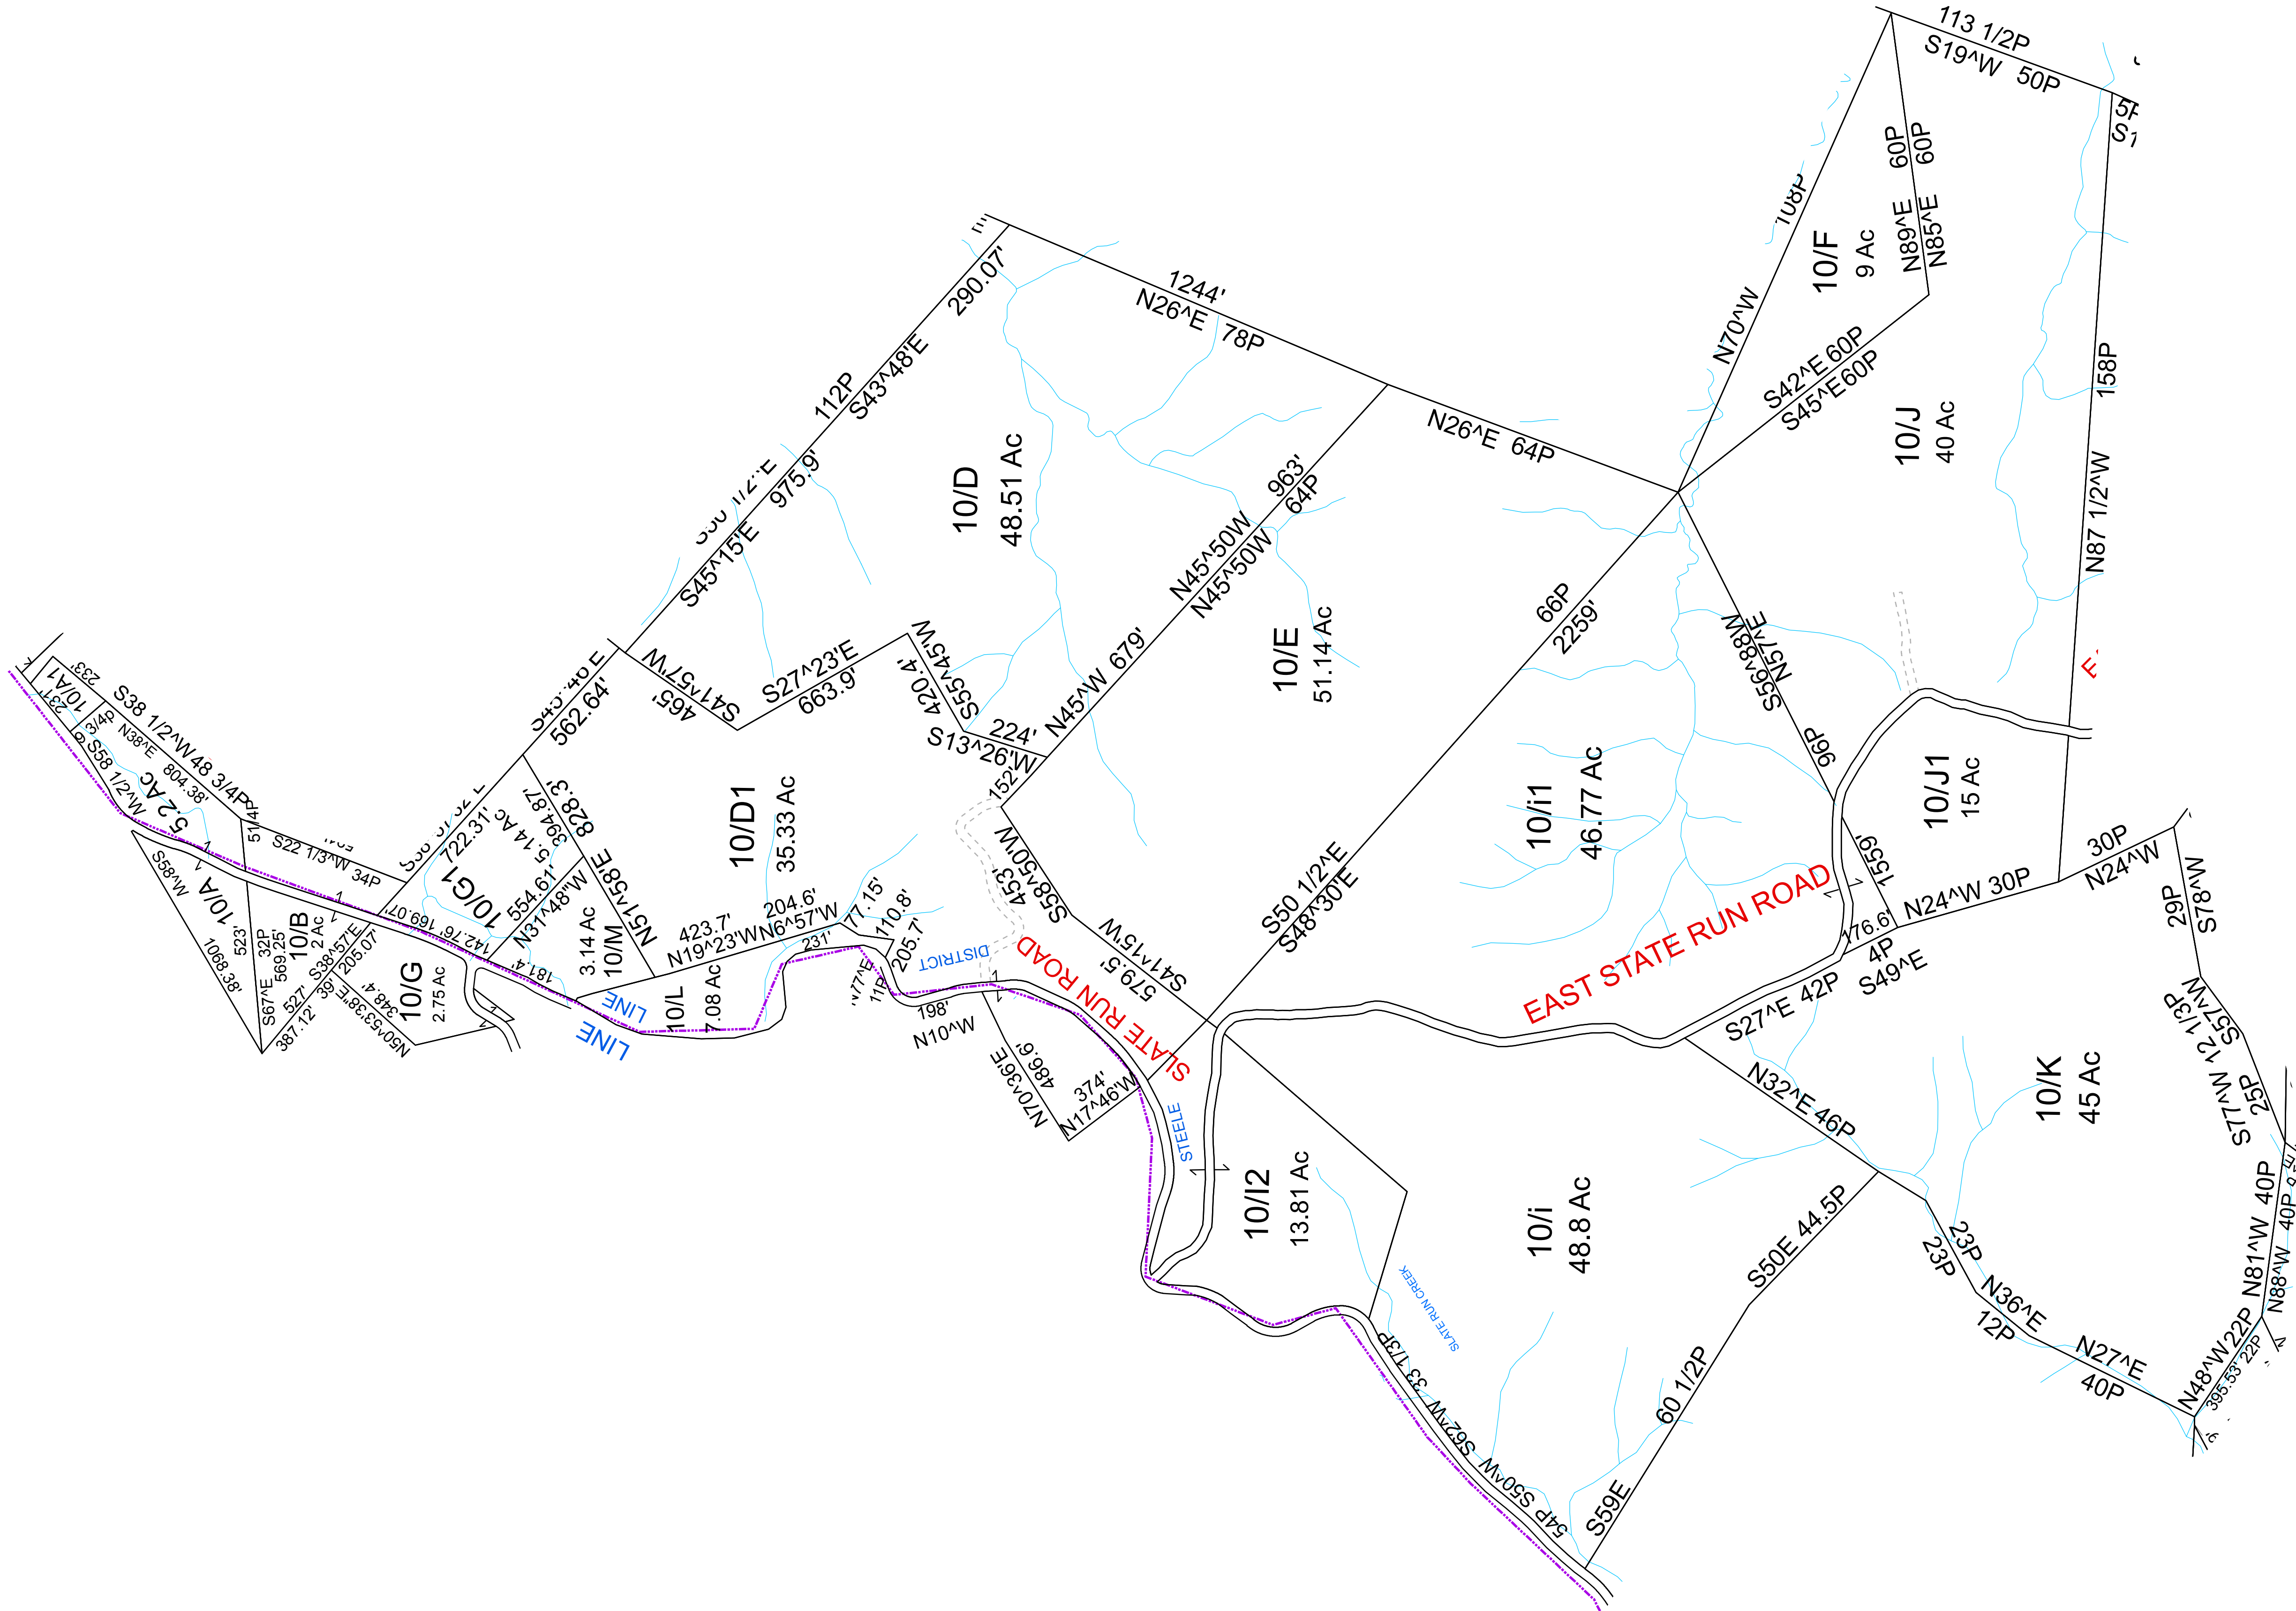 113 1/2P
S19^W 50P
N70^W
10/F
9 Ac
N89^E 60P
N85^E 60P
S42^E 60P
S45^E 60P
10/J
40 Ac
158P
N87 1/2^W
1244'
N26^E 78P
290.07'
112P
S43^48'E
975.9'
S45^15'E
N26^E 64P
10/D
48.51 Ac
963'
64P
N45^50W
N45^50W
N45^W 679'
10/E
51.14 Ac
66P
2259'
S50 1/2^E
S48^30'E
S56^88W
N57^E
96P
10/i1
46.77 Ac
10/J1
15 Ac
1559'
176.6'
4P
S49^E
N24^W 30P
30P
N24^W
29P
S78^W
S57^W
12 1/3P
25P
S77^W
EAST STATE RUN ROAD
S27^E 42P
N32^E 46P
10/K
45 Ac
23P
23P
N36^E
12P
N27^E
40P
N48^W 22P
395.53' 22P
N81^W 40P
N88^W 40P
S50E 44.5P
60 1/2P
S59E
10/i
48.8 Ac
10/I2
13.81 Ac
SLATE RUN CREEK
33 1/3P
S62^W
S50^W
54P
SLATE RUN ROAD
STEELE
DISTRICT
LINE
LINE
579.5'
S41^15'W
453'
S58^50'W
152'
224'
S13^26'W
420.4'
S55^45'W
S27^23'E
663.9'
S41^57'W
465'
562.64'
10/D1
35.33 Ac
828.3'
N51^58'E
394.87'
5.14 Ac
10/G1
722.31'
554.61'
N31^48"W
3.14 Ac
10/M
423.7'
N19^23'W
204.6'
N6^57'W
77.15'
110.8'
205.7'
231'
N77^E
11P
10/L
7.08 Ac
198'
N10^W
N70^36'E
486.6'
374'
N17^46'W
169.07'
142.76'
181.4'
10/G
2.75 Ac
N50^53'38"E
348.4'
39'
205.07'
S38^57'E
527'
387.12'
10/B
2 Ac
569.25'
32P
S67^E
523'
10/A
1068.38'
S58^W
S22 1/3^W 34P
S38 1/2^W 48 3/4P
233'
10/A1
231'
N38^E
804.38'
S58 1/2^W
5.2 Ac